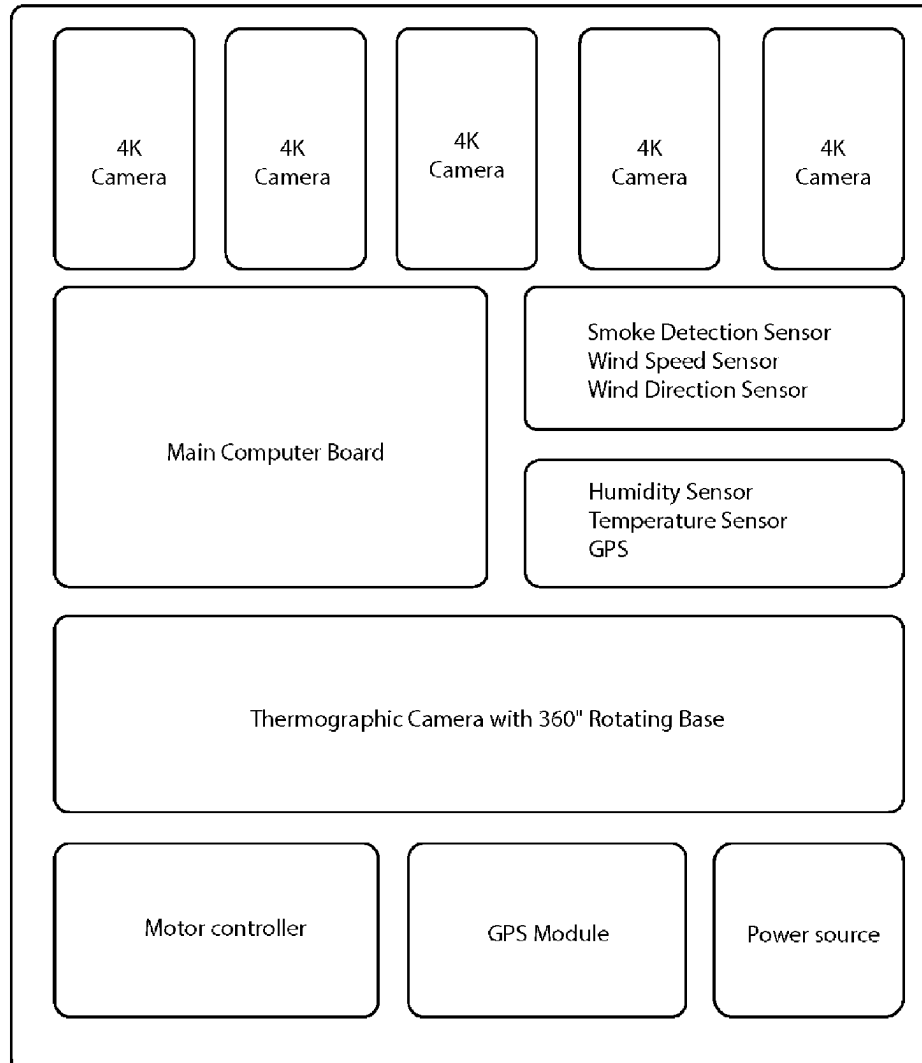 4K
Camera
4K
Camera
4K
Camera
4K
Camera
4K
Camera
Main Computer Board
Smoke Detection Sensor
Wind Speed Sensor
Wind Direction Sensor
Humidity Sensor
Temperature Sensor
GPS
Thermographic Camera with 360" Rotating Base
Motor controller
GPS Module
Power source